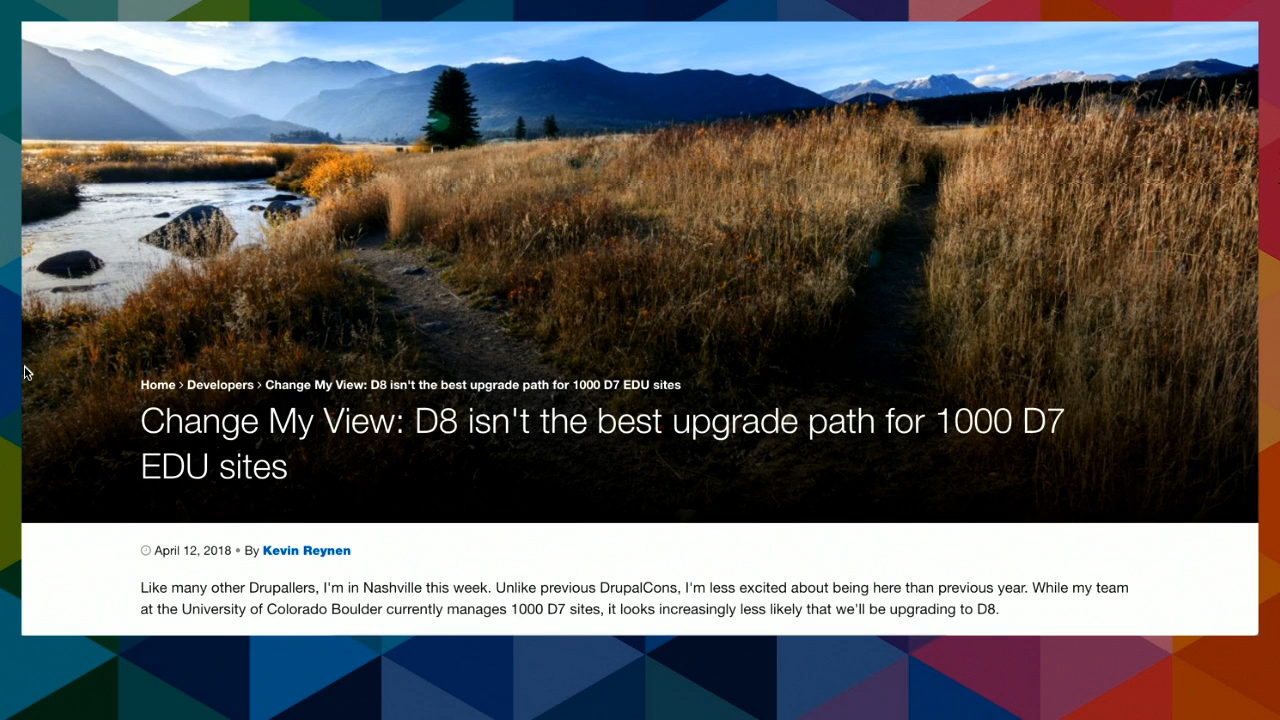 Home › Developers › Change My View: D8 isn't the best upgrade path for 1000 D7 EDU sites
Change My View: D8 isn't the best upgrade path for 1000 D7
EDU sites
April 12, 2018 • By Kevin Reynen
Like many other Drupallers, I'm in Nashville this week. Unlike previous DrupalCons, I'm less excited about being here than previous year. While my team
at the University of Colorado Boulder currently manages 1000 D7 sites, it looks increasingly less likely that we'll be upgrading to D8.